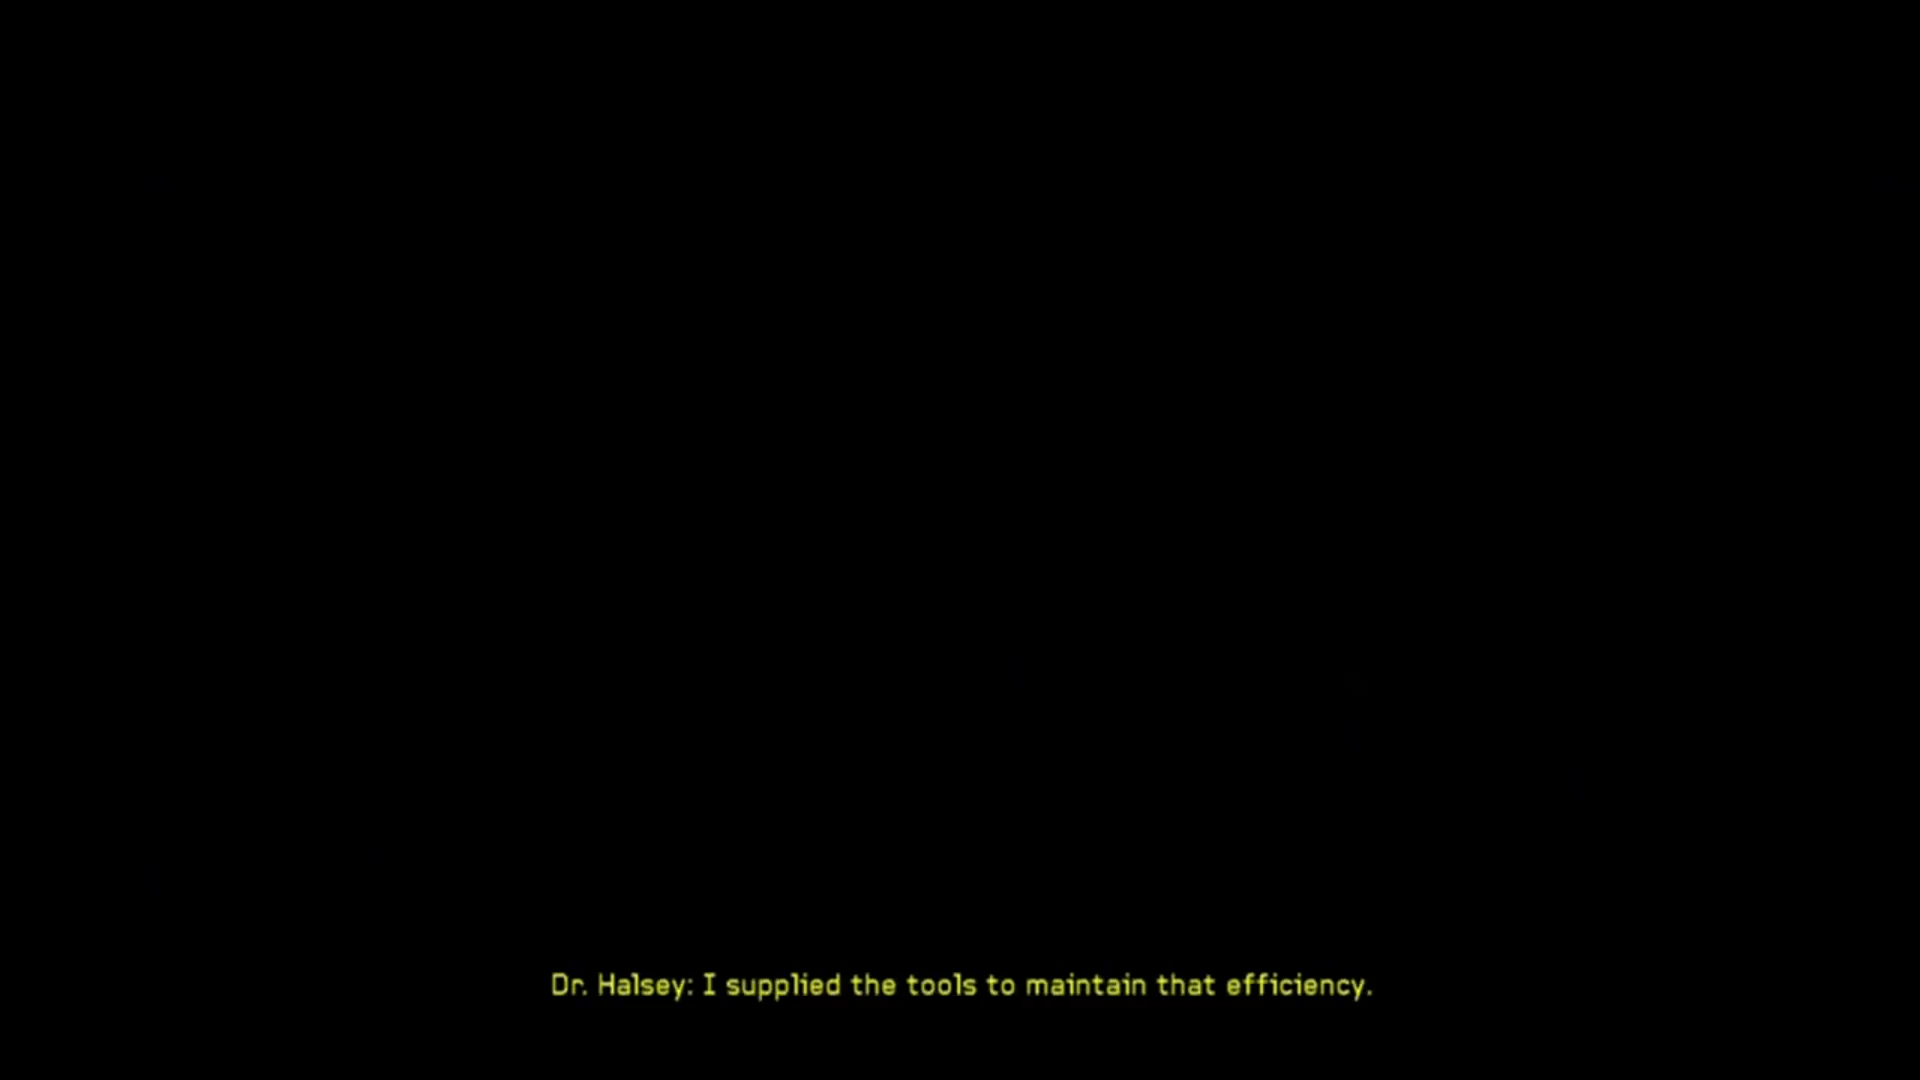 Dr. Halsey: I supplied the tools to maintain that efficiency.